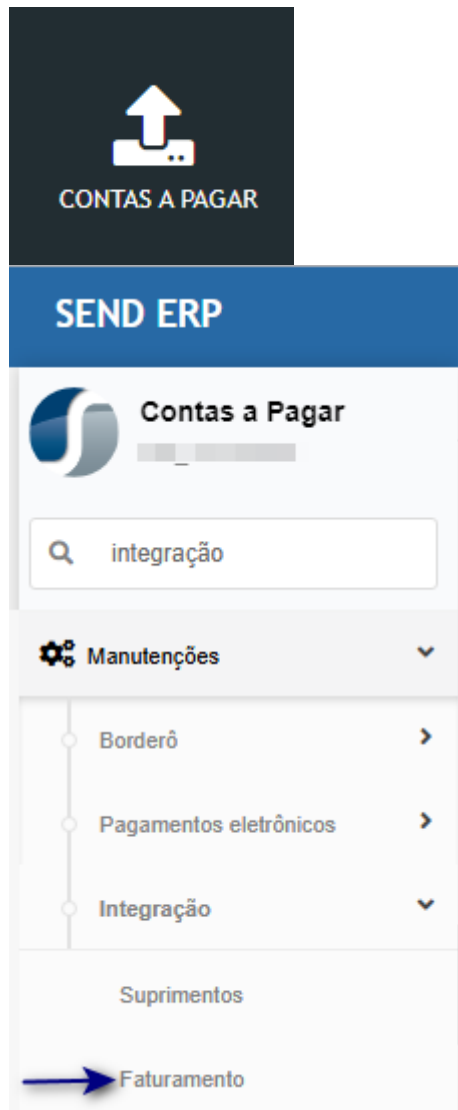 CONTAS A PAGAR
SEND ERP
Contas a Pagar
integração
Manutenções
Borderô
Pagamentos eletrônicos
Integração
Suprimentos
Faturamento